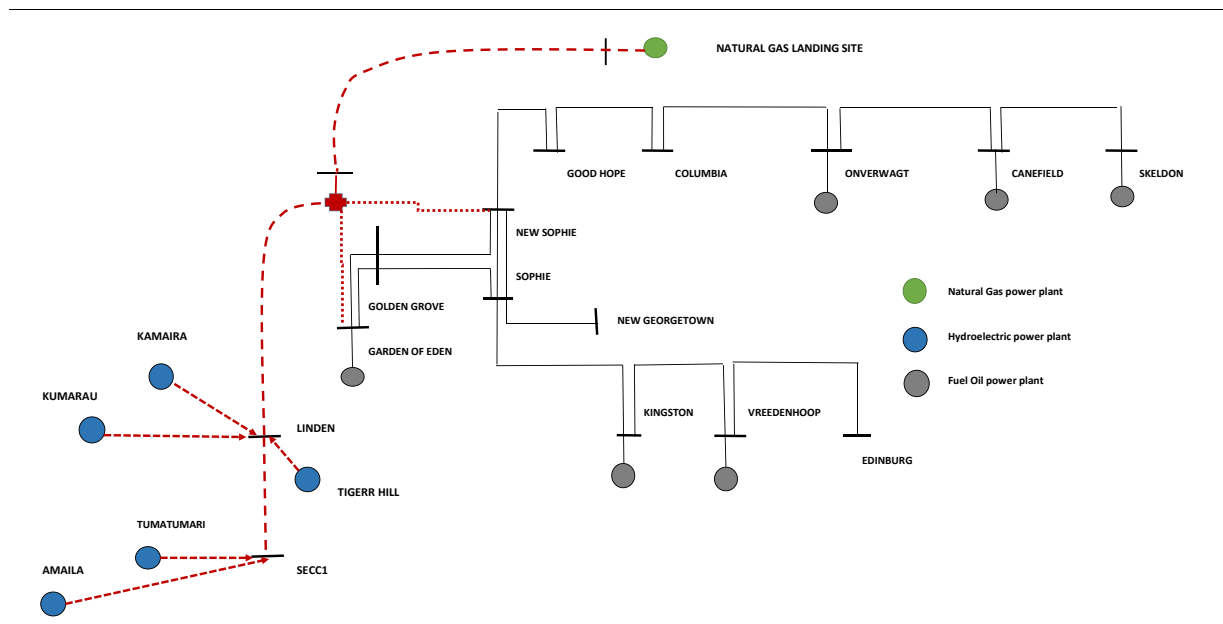 NATURAL GAS LANDING SITE
GOOD HOPE
COLUMBIA
ONVERWAGT
CANEFIELD
SKELDON
NEW SOPHIE
SOPHIE
GOLDEN GROVE
NEW GEORGETOWN
GARDEN OF EDEN
Natural Gas power plant
Hydroelectric power plant
Fuel Oil power plant
KAMAIRA
KUMARAU
LINDEN
TIGERR HILL
KINGSTON
VREEDENHOOP
EDINBURG
TUMATUMARI
AMAILA
SECC1